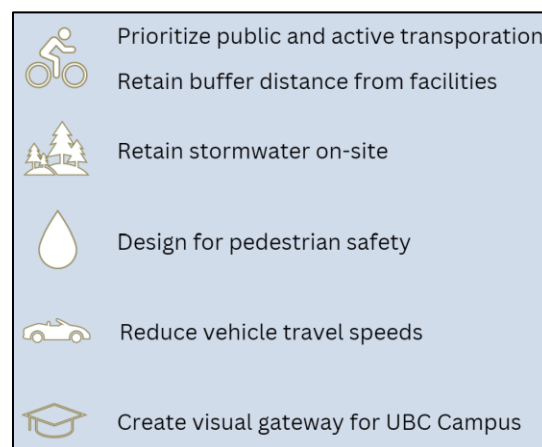 Prioritize public and active transporation
Retain buffer distance from facilities
Retain stormwater on-site
Design for pedestrian safety
Reduce vehicle travel speeds
Create visual gateway for UBC Campus